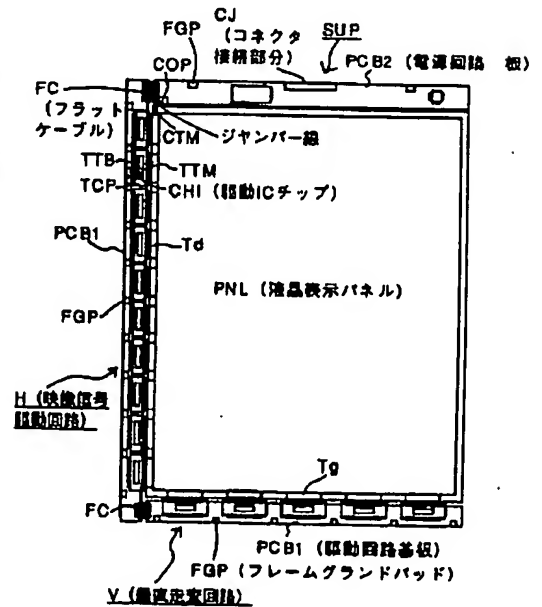 FGP
CJ
(コネクタ
接続部分)
SUP
PCB2 (電源回路 板)
COP
FC
(フラット
ケーブル)
CTM
ジャンパー線
TTB
TTM
TCP
CHI (駆動ICチップ)
PCB1
Td
PNL (液晶表示パネル)
FGP
H (映像信号
駆動回路)
Tg
FC
PCB1 (駆動回路基板)
FGP (フレームグランドパッド)
V (垂直走査回路)